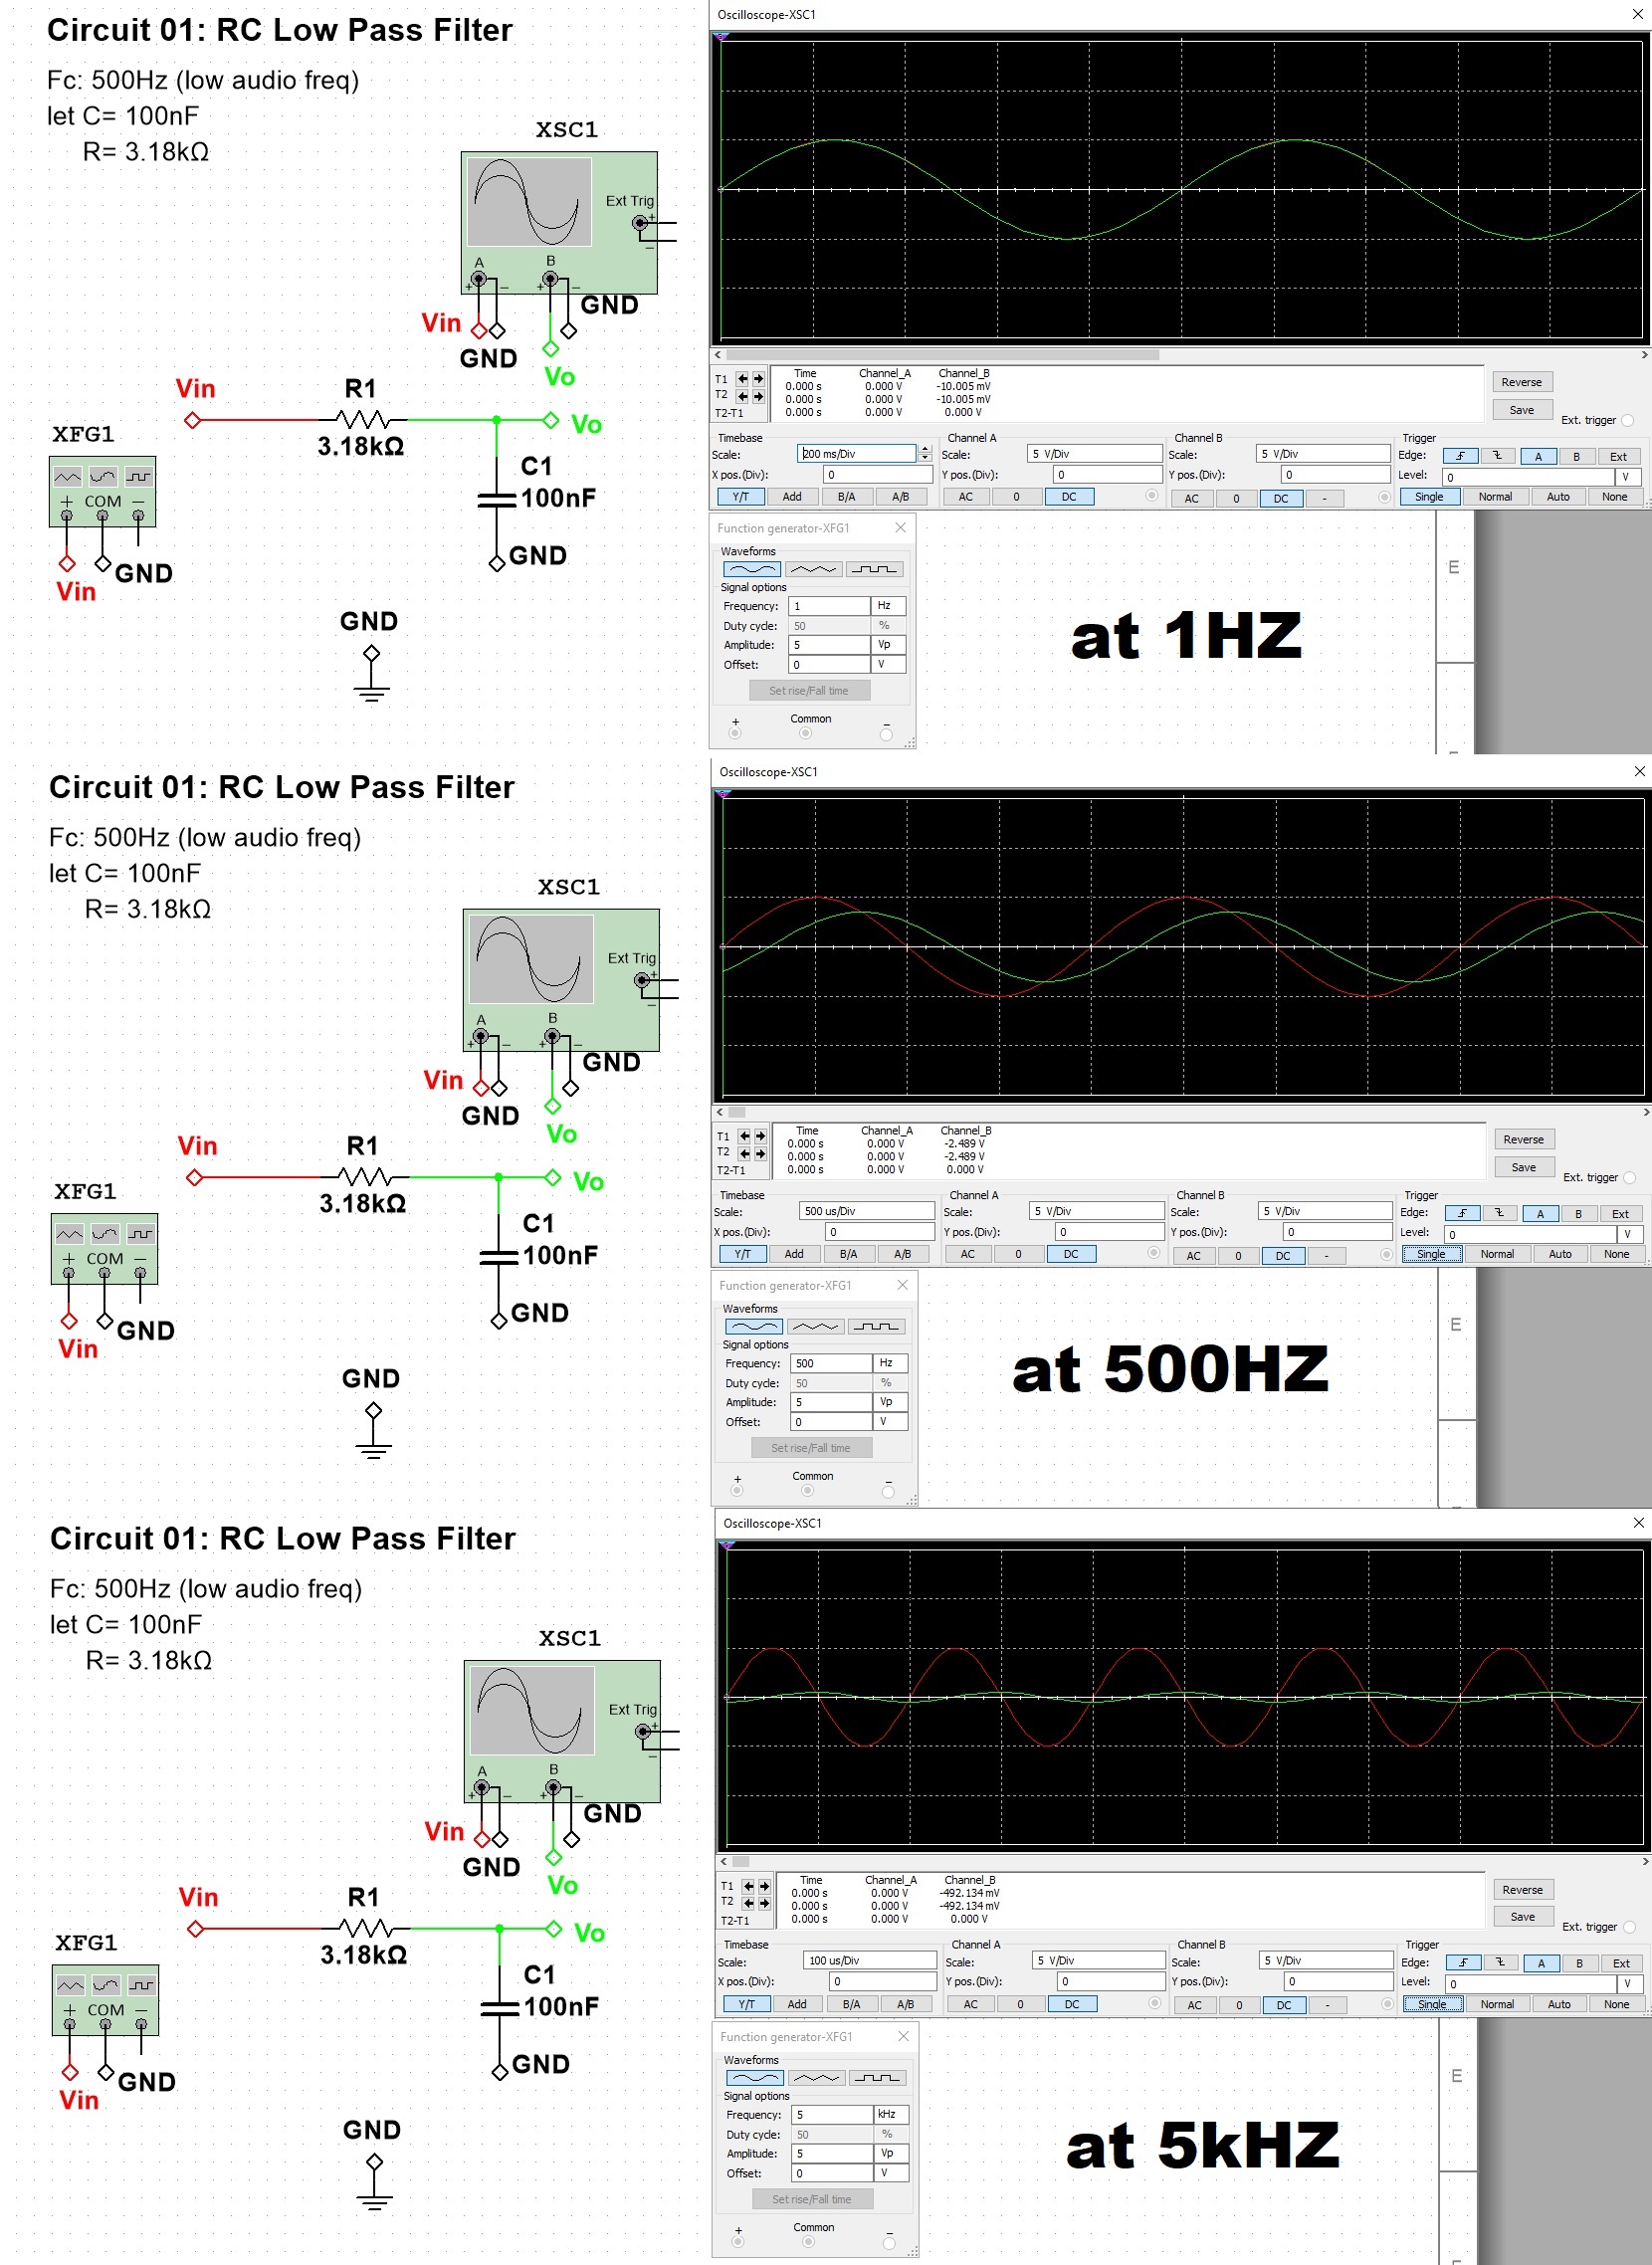 Circuit 01: RC Low Pass Filter
Fc: 500Hz (low audio freq)
let C= 100nF
R= 3.18kΩ
XSC1
Ext Trig
+
−
A
B
+ − + −
GND
Vin
GND
Vo
Vin
R1
Vo
3.18kΩ
XFG1
C1
100nF
+ COM −
GND
GND
Vin
GND
Oscilloscope-XSC1
Time Channel_A Channel_B
T1 0.000 s 0.000 V -10.005 mV
T2 0.000 s 0.000 V -10.005 mV
T2-T1 0.000 s 0.000 V 0.000 V
Reverse
Save
Ext. trigger
Timebase Channel A Channel B Trigger
Scale: 200 ms/Div Scale: 5 V/Div Scale: 5 V/Div Edge: A B Ext
X pos.(Div): 0 Y pos.(Div): 0 Y pos.(Div): 0 Level: 0 V
Y/T Add B/A A/B AC 0 DC AC 0 DC - Single Normal Auto None
Function generator-XFG1
Waveforms
Signal options
Frequency: 1 Hz
Duty cycle: 50 %
Amplitude: 5 Vp
Offset: 0 V
Set rise/Fall time
+ Common −
at 1HZ
E
Circuit 01: RC Low Pass Filter
Fc: 500Hz (low audio freq)
let C= 100nF
R= 3.18kΩ
XSC1
Ext Trig
+
−
A
B
+ − + −
GND
Vin
GND
Vo
Vin
R1
Vo
3.18kΩ
XFG1
C1
100nF
+ COM −
GND
GND
Vin
GND
Oscilloscope-XSC1
Time Channel_A Channel_B
T1 0.000 s 0.000 V -2.489 V
T2 0.000 s 0.000 V -2.489 V
T2-T1 0.000 s 0.000 V 0.000 V
Reverse
Save
Ext. trigger
Timebase Channel A Channel B Trigger
Scale: 500 us/Div Scale: 5 V/Div Scale: 5 V/Div Edge: A B Ext
X pos.(Div): 0 Y pos.(Div): 0 Y pos.(Div): 0 Level: 0 V
Y/T Add B/A A/B AC 0 DC AC 0 DC - Single Normal Auto None
Function generator-XFG1
Waveforms
Signal options
Frequency: 500 Hz
Duty cycle: 50 %
Amplitude: 5 Vp
Offset: 0 V
Set rise/Fall time
+ Common −
at 500HZ
E
Circuit 01: RC Low Pass Filter
Fc: 500Hz (low audio freq)
let C= 100nF
R= 3.18kΩ
XSC1
Ext Trig
+
−
A
B
+ − + −
GND
Vin
GND
Vo
Vin
R1
Vo
3.18kΩ
XFG1
C1
100nF
+ COM −
GND
GND
Vin
GND
Oscilloscope-XSC1
Time Channel_A Channel_B
T1 0.000 s 0.000 V -492.134 mV
T2 0.000 s 0.000 V -492.134 mV
T2-T1 0.000 s 0.000 V 0.000 V
Reverse
Save
Ext. trigger
Timebase Channel A Channel B Trigger
Scale: 100 us/Div Scale: 5 V/Div Scale: 5 V/Div Edge: A B Ext
X pos.(Div): 0 Y pos.(Div): 0 Y pos.(Div): 0 Level: 0 V
Y/T Add B/A A/B AC 0 DC AC 0 DC - Single Normal Auto None
Function generator-XFG1
Waveforms
Signal options
Frequency: 5 kHz
Duty cycle: 50 %
Amplitude: 5 Vp
Offset: 0 V
Set rise/Fall time
+ Common −
at 5kHZ
E